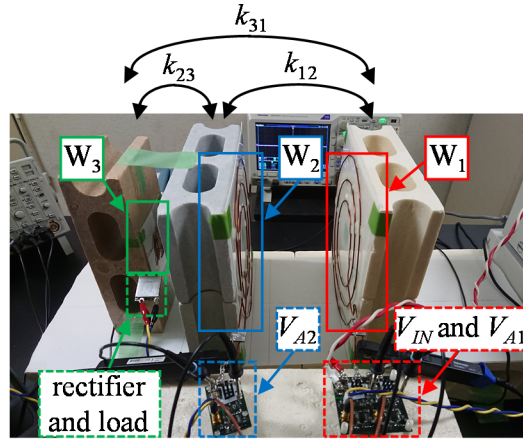 k31
k23
k12
W3
W2
W1
VA2
VIN and VA1
rectifier
and load